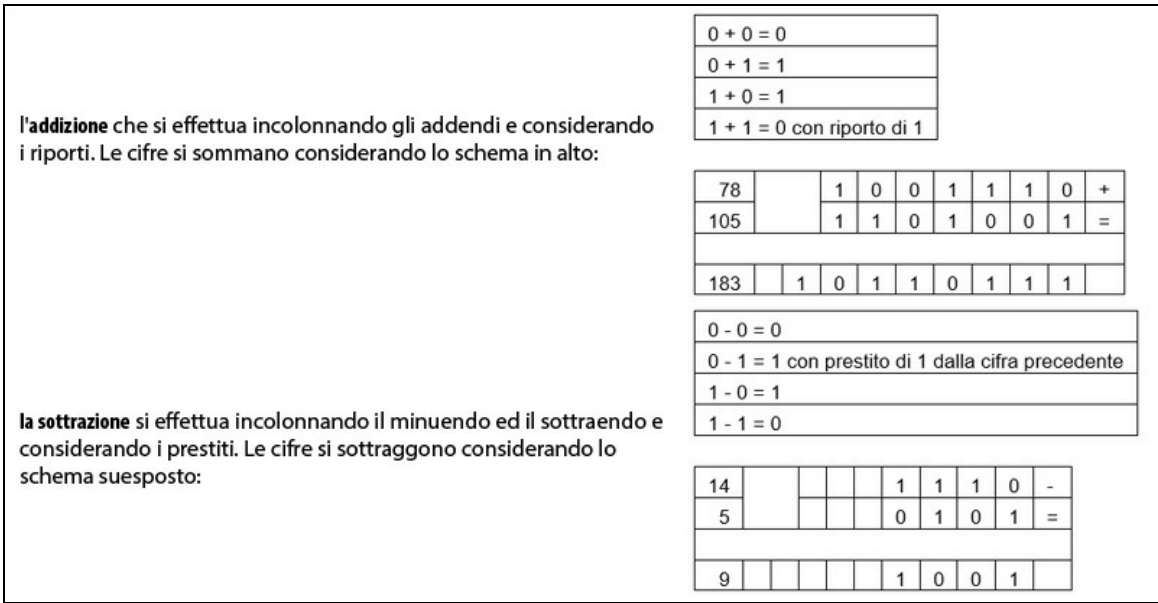 0 + 0 = 0
0 + 1 = 1
1 + 0 = 1
1 + 1 = 0 con riporto di 1
l'addizione che si effettua incolonnando gli addendi e considerando
i riporti. Le cifre si sommano considerando lo schema in alto:
78 1 0 0 1 1 1 0 +
105 1 1 0 1 0 0 1 =
183 1 0 1 1 0 1 1 1
0 - 0 = 0
0 - 1 = 1 con prestito di 1 dalla cifra precedente
1 - 0 = 1
1 - 1 = 0
la sottrazione si effettua incolonnando il minuendo ed il sottraendo e
considerando i prestiti. Le cifre si sottraggono considerando lo
schema suesposto:
14 1 1 1 0 -
5 0 1 0 1 =
9 1 0 0 1